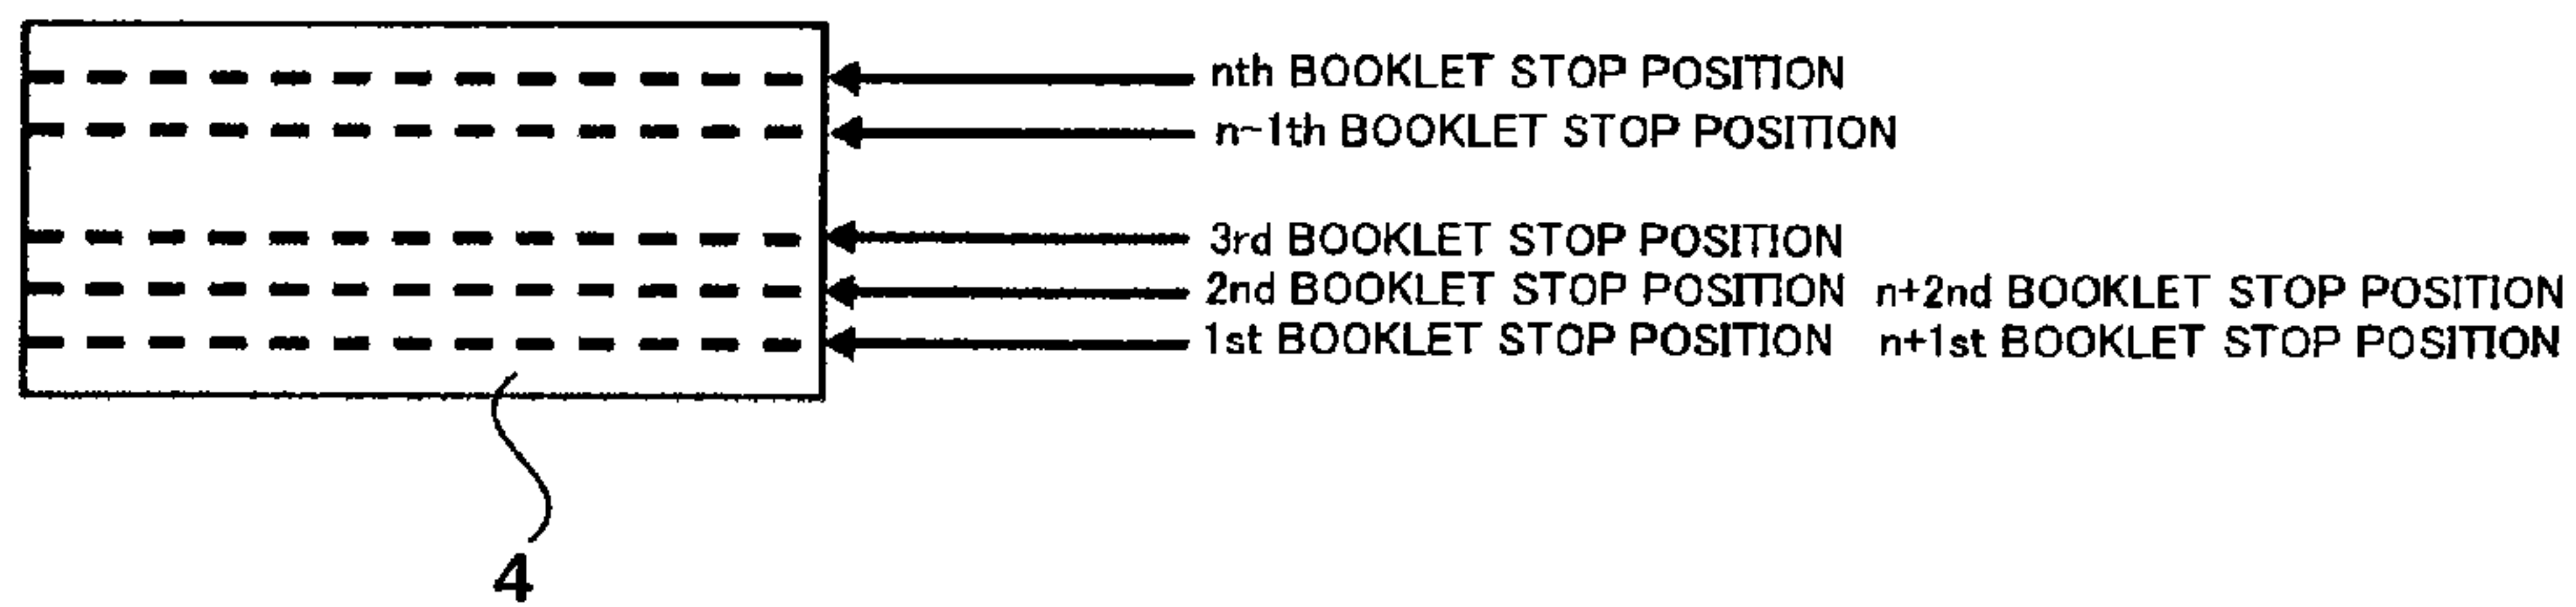 nth BOOKLET STOP POSITION
n-1th BOOKLET STOP POSITION
3rd BOOKLET STOP POSITION
2nd BOOKLET STOP POSITION n+2nd BOOKLET STOP POSITION
1st BOOKLET STOP POSITION n+1st BOOKLET STOP POSITION
4